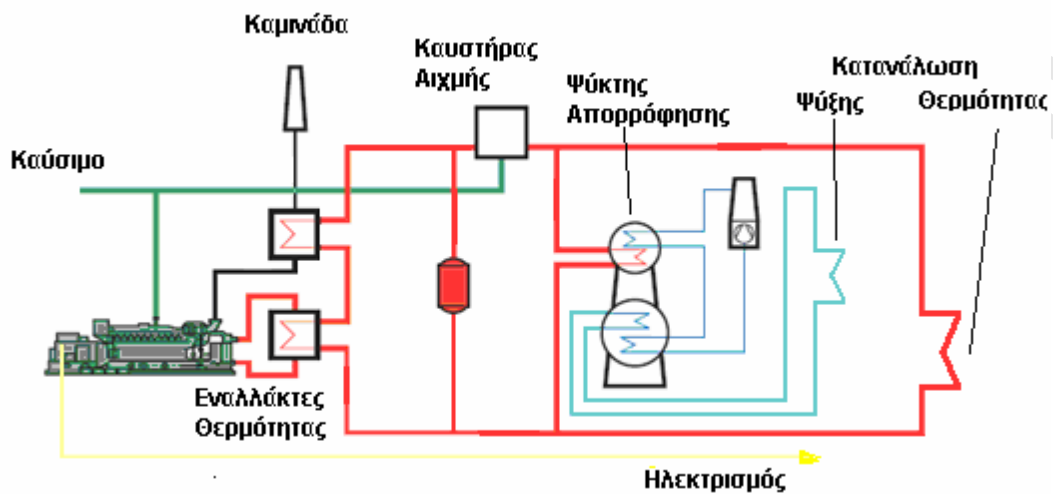 Καμινάδα
Καυστήρας
Αιχμής
Ψύκτης
Απορρόφησης
Κατανάλωση
Ψύξης
Θερμότητας
Καύσιμο
Εναλλάκτες
Θερμότητας
Ηλεκτρισμός